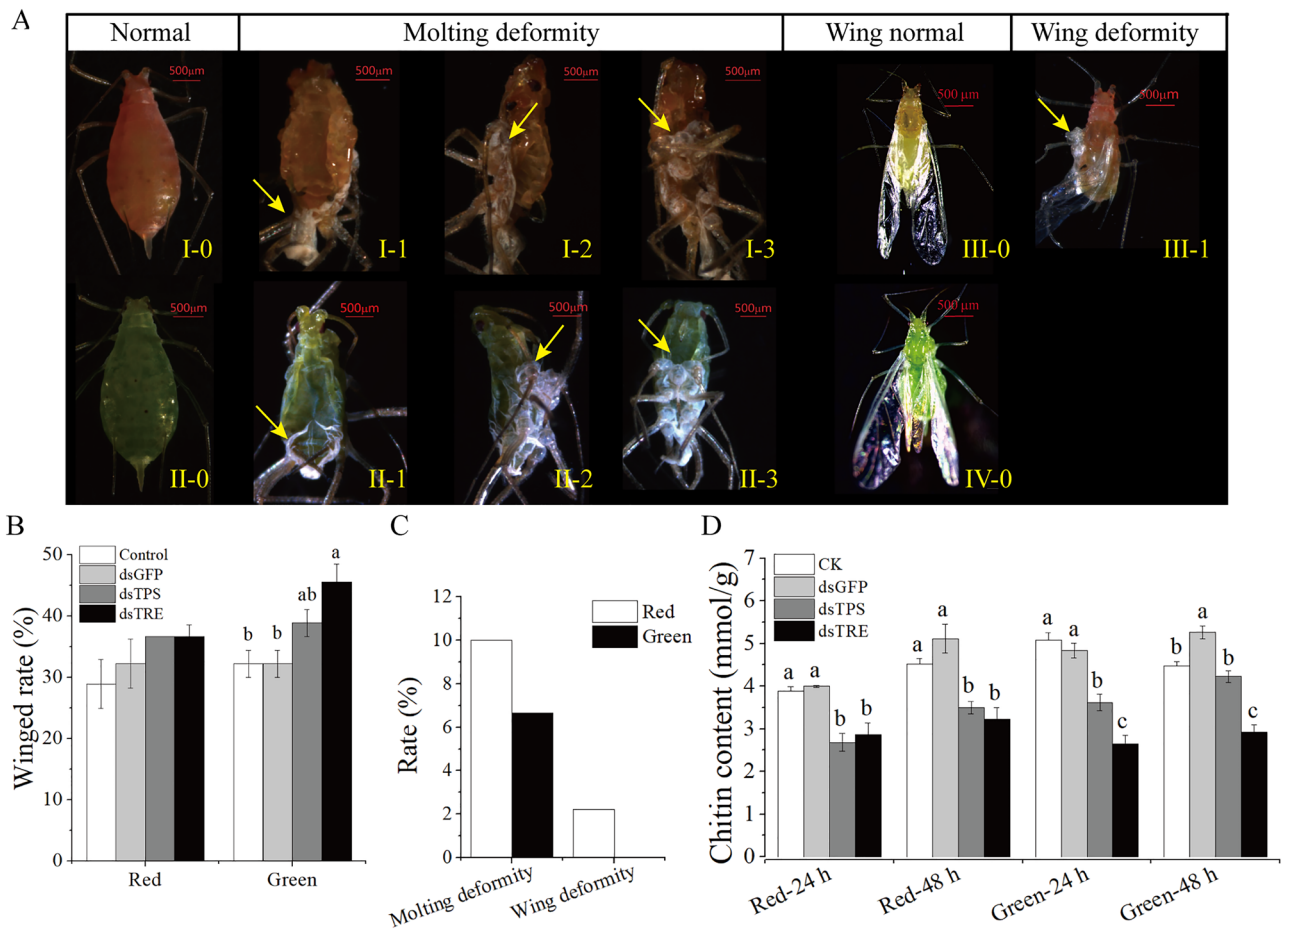 A
Normal Molting deformity Wing normal Wing deformity
500μm 500μm 500μm 500μm 500 μm 500μm
I-0 I-1 I-2 I-3 III-0 III-1
500μm 500μm 500μm 500μm 500 μm
II-0 II-1 II-2 II-3 IV-0
B
Winged rate (%)
50
40
30
20
10
0
Control
dsGFP
dsTPS
dsTRE
b b ab a
Red Green
C
Rate (%)
12
10
8
6
4
2
0
Red
Green
Molting deformity Wing deformity
D
Chitin content (mmol/g)
7
6
5
4
3
2
1
0
CK
dsGFP
dsTPS
dsTRE
a a b b a a b b a a b c b a b c
Red-24 h Red-48 h Green-24 h Green-48 h